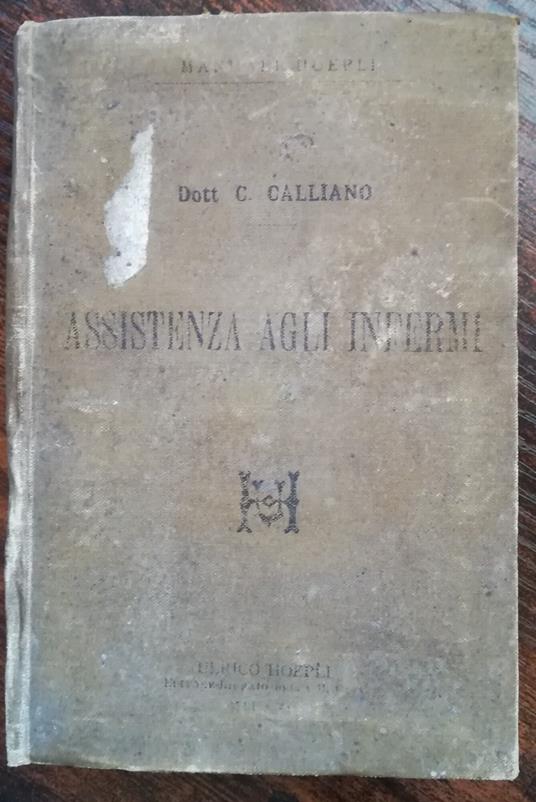 MANUALI HOEPLI
Dott C. CALLIANO
ASSISTENZA AGLI INFERMI
ULRICO HOEPLI